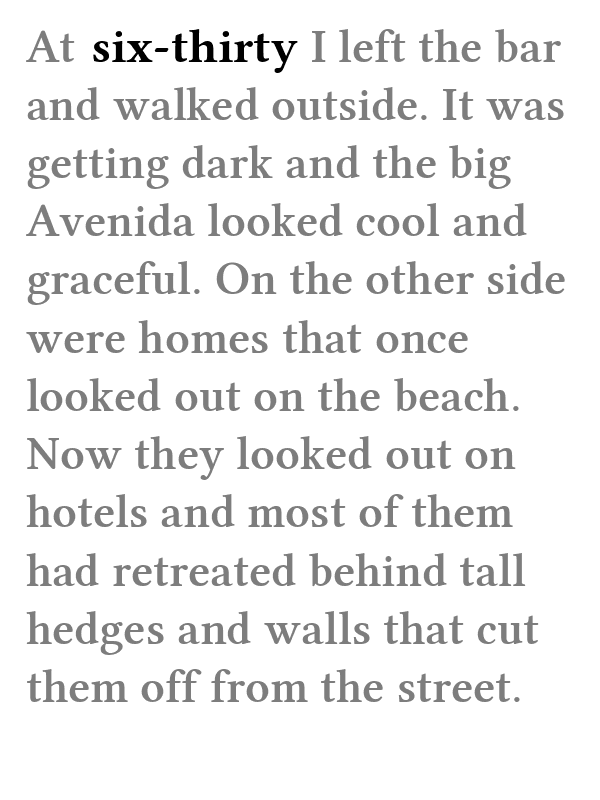 At six-thirty I left the bar
and walked outside. It was
getting dark and the big
Avenida looked cool and
graceful. On the other side
were homes that once
looked out on the beach.
Now they looked out on
hotels and most of them
had retreated behind tall
hedges and walls that cut
them off from the street.